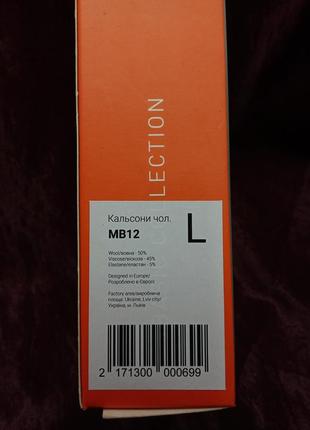 LECTION
Кальсони чол.
MB12
L
Wool/вовна - 50%
Viscose/віскоза - 45%
Elastane/еластан - 5%
Designed in Europe/
Розроблено в Європі
Factory area/виробнича
площа: Ukraine, Lviv city/
Україна, м. Львів
2 171300 000699